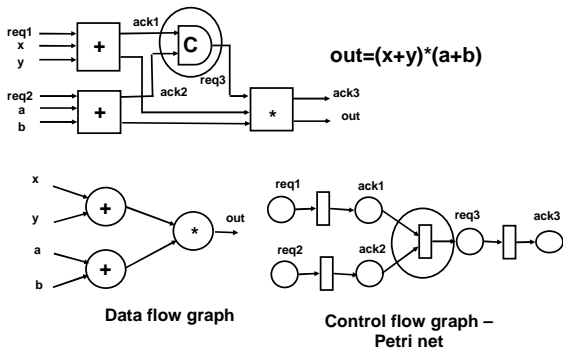 req1
x
y
+
ack1
C
out=(x+y)*(a+b)
req2
a
b
+
ack2
req3
*
ack3
out
x
y
+
a
b
+
*
out
Data flow graph
req1
ack1
req2
ack2
req3
ack3
Control flow graph –
Petri net